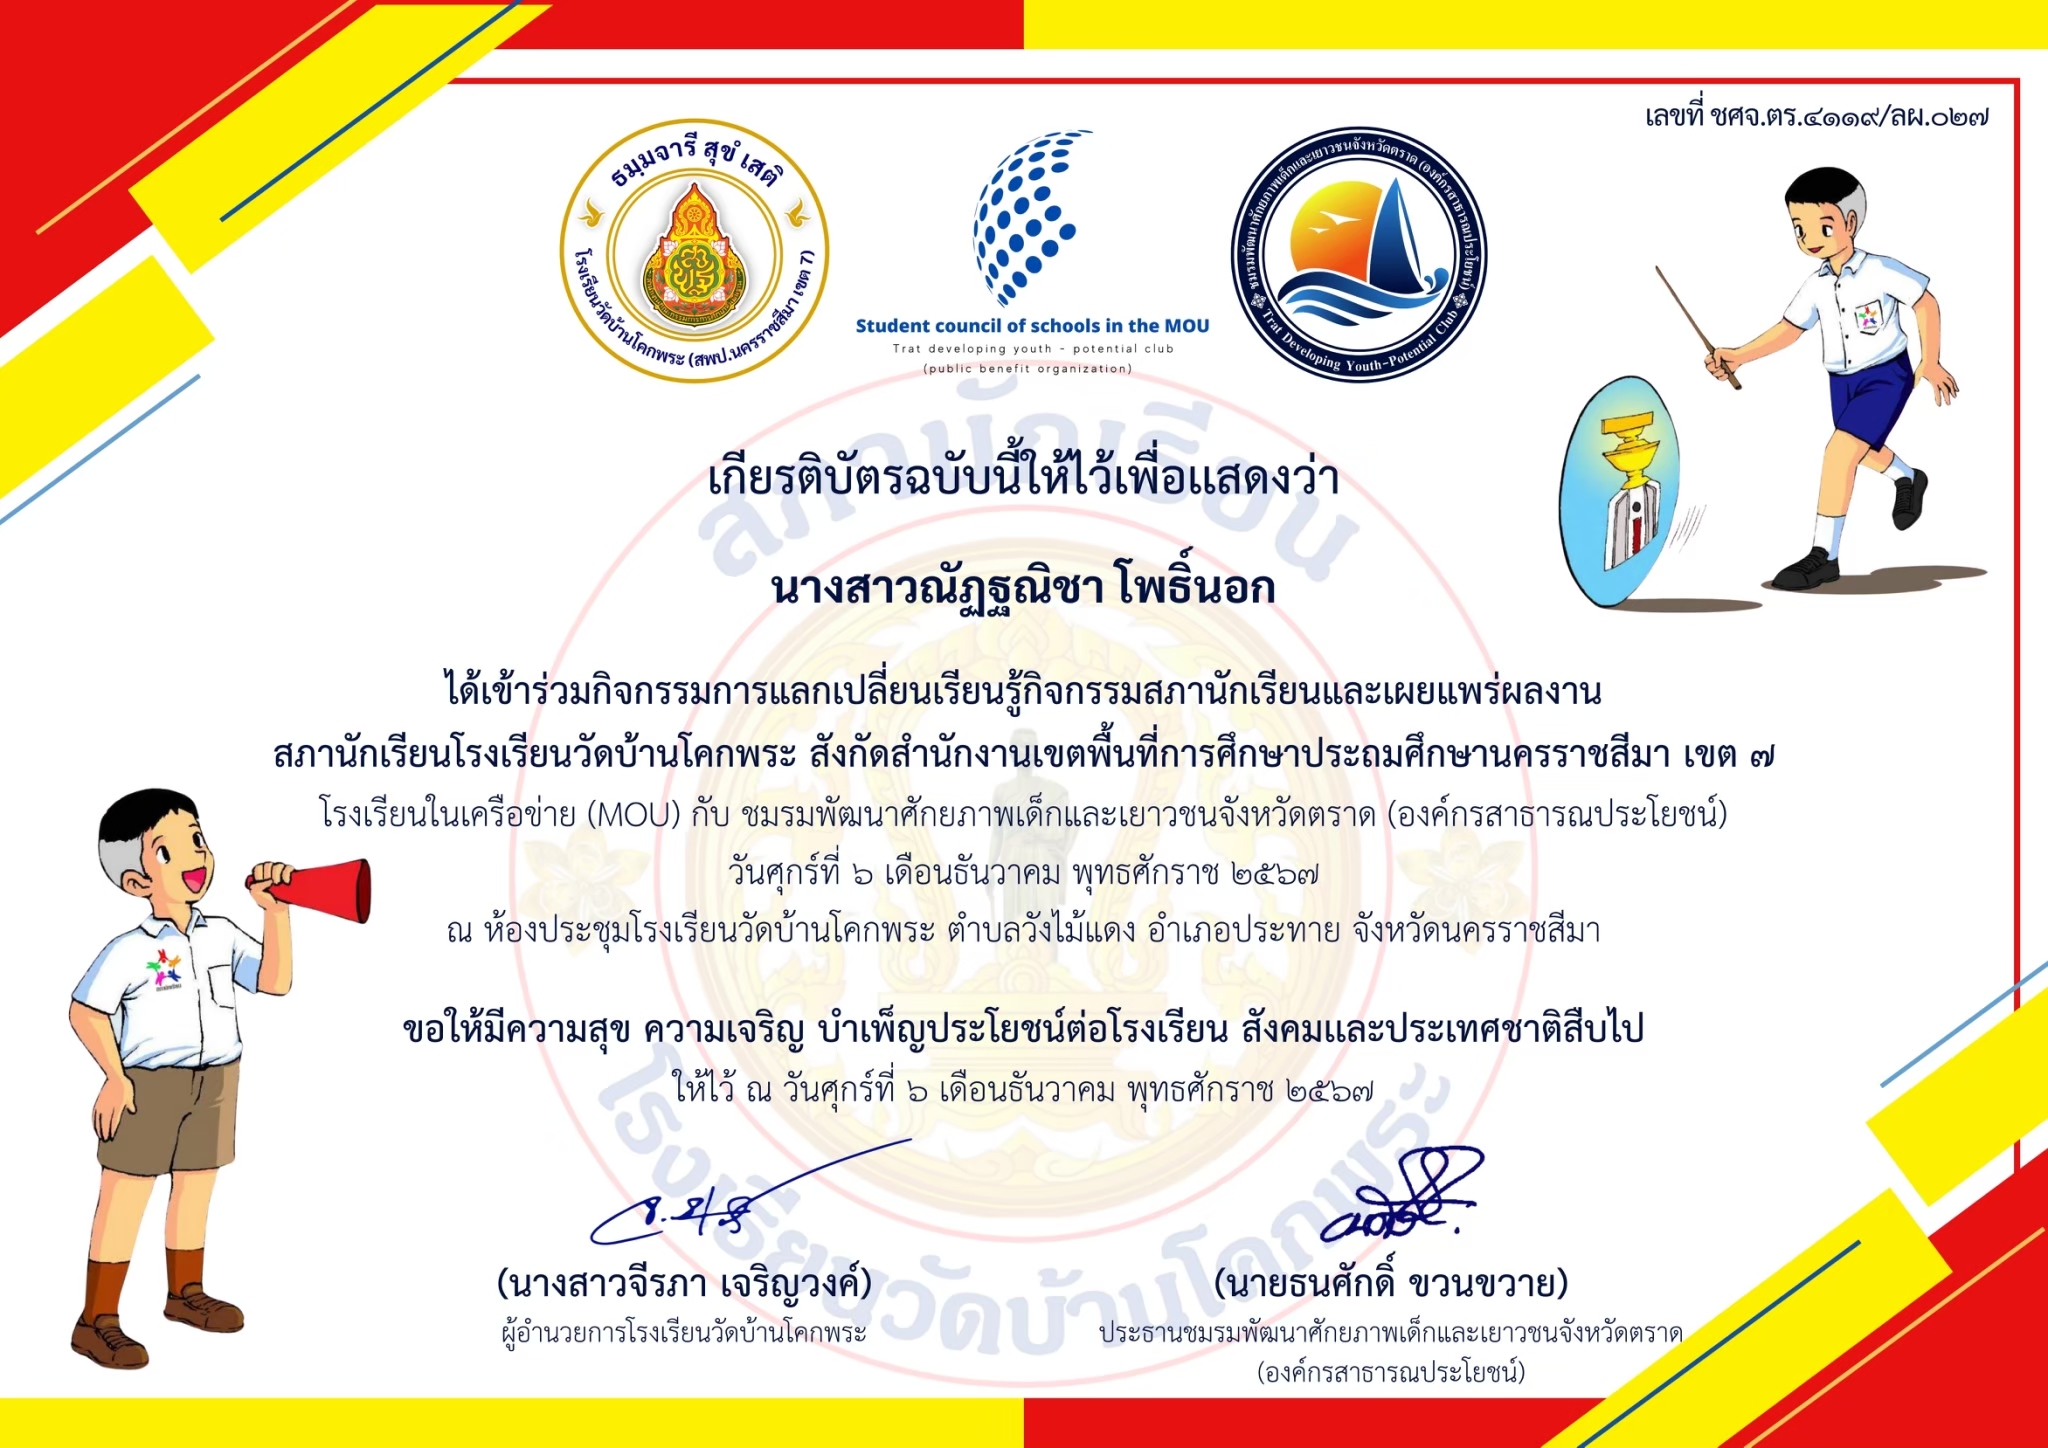 เลขที่ ชศจ.ตร.๔๑๑๙/ลผ.๐๒๗
ธมฺมจารี สุขํ เสติ
โรงเรียนวัดบ้านโคกพระ (สพป.นครราชสีมา เขต 7)
Student council of schools in the MOU
Trat developing youth - potential club
(public benefit organization)
ชมรมพัฒนาศักยภาพเด็กและเยาวชนจังหวัดตราด (องค์กรสาธารณประโยชน์)
Trat Developing Youth-Potential Club
สภานักเรียน
เกียรติบัตรฉบับนี้ให้ไว้เพื่อแสดงว่า
นางสาวณัฏฐณิชา โพธิ์นอก
ได้เข้าร่วมกิจกรรมการแลกเปลี่ยนเรียนรู้กิจกรรมสภานักเรียนและเผยแพร่ผลงาน
สภานักเรียนโรงเรียนวัดบ้านโคกพระ สังกัดสำนักงานเขตพื้นที่การศึกษาประถมศึกษานครราชสีมา เขต ๗
โรงเรียนในเครือข่าย (MOU) กับ ชมรมพัฒนาศักยภาพเด็กและเยาวชนจังหวัดตราด (องค์กรสาธารณประโยชน์)
วันศุกร์ที่ ๖ เดือนธันวาคม พุทธศักราช ๒๕๖๗
ณ ห้องประชุมโรงเรียนวัดบ้านโคกพระ ตำบลวังไม้แดง อำเภอประทาย จังหวัดนครราชสีมา
ขอให้มีความสุข ความเจริญ บำเพ็ญประโยชน์ต่อโรงเรียน สังคมและประเทศชาติสืบไป
ให้ไว้ ณ วันศุกร์ที่ ๖ เดือนธันวาคม พุทธศักราช ๒๕๖๗
โรงเรียนวัดบ้านโคกพระ
(นางสาวจีรภา เจริญวงค์)
ผู้อำนวยการโรงเรียนวัดบ้านโคกพระ
(นายธนศักดิ์ ขวนขวาย)
ประธานชมรมพัฒนาศักยภาพเด็กและเยาวชนจังหวัดตราด
(องค์กรสาธารณประโยชน์)